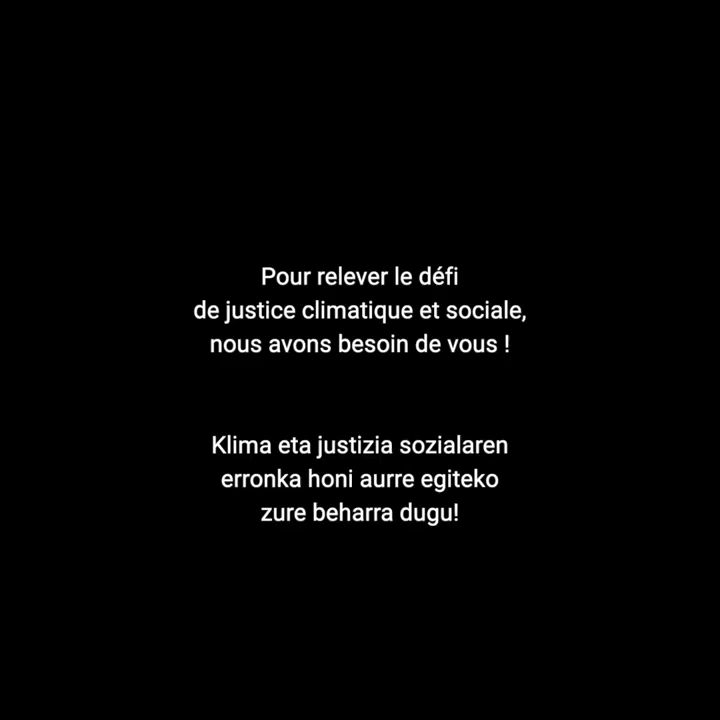 Pour relever le défi
de justice climatique et sociale,
nous avons besoin de vous !
Klima eta justizia sozialaren
erronka honi aurre egiteko
zure beharra dugu!